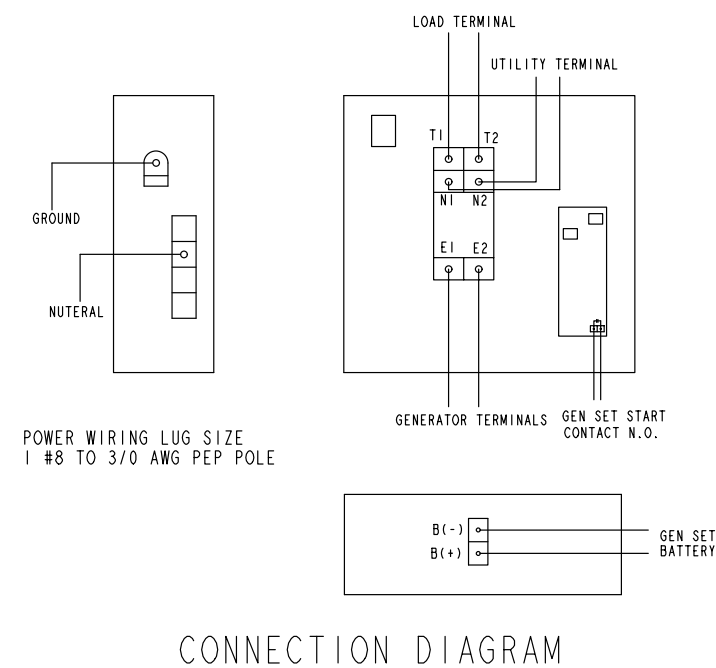 LOAD TERMINAL
UTILITY TERMINAL
T1 T2
N1 N2
E1 E2
GROUND
NUTERAL
GENERATOR TERMINALS
GEN SET START
CONTACT N.O.
POWER WIRING LUG SIZE
1 #8 TO 3/0 AWG PEP POLE
B(-)
B(+)
GEN SET
BATTERY
CONNECTION DIAGRAM